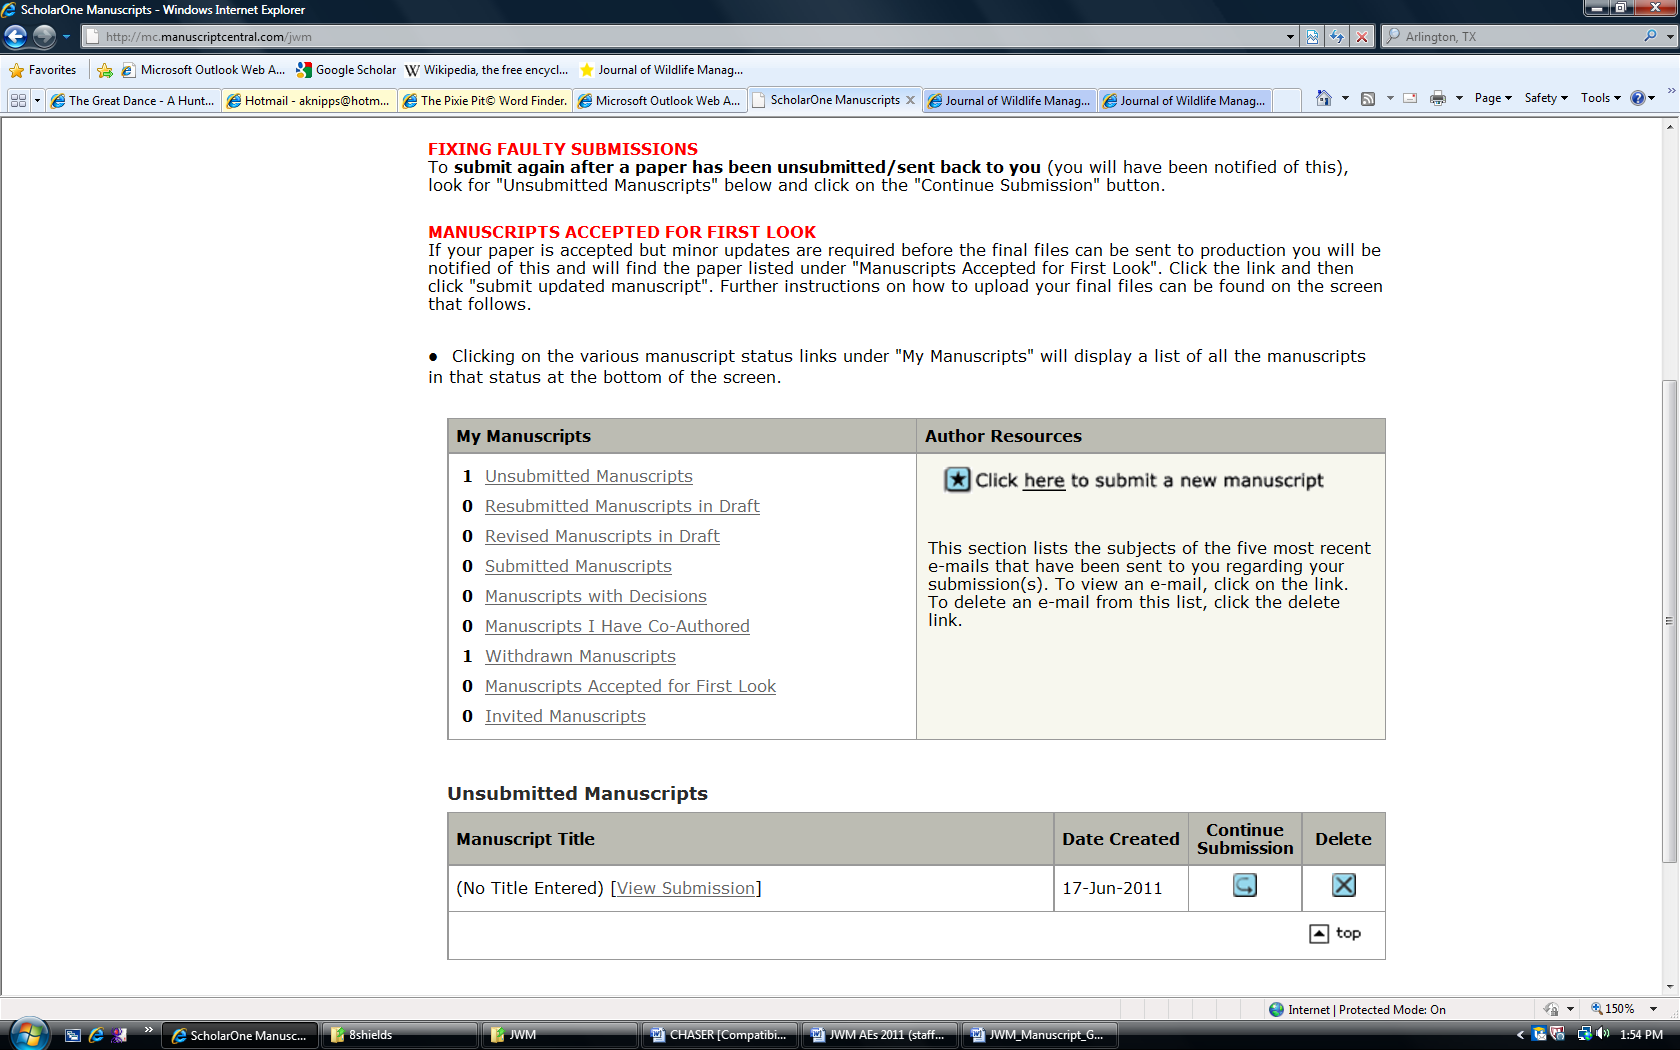 ScholarOne Manuscripts - Windows Internet Explorer
http://mc.manuscriptcentral.com/jwm
Arlington, TX
Favorites
Microsoft Outlook Web A...
Google Scholar
W Wikipedia, the free encycl...
Journal of Wildlife Manag...
The Great Dance - A Hunt...
Hotmail - aknipps@hotm...
The Pixie Pit© Word Finder.
Microsoft Outlook Web A...
ScholarOne Manuscripts
Journal of Wildlife Manag...
Journal of Wildlife Manag...
Page
Safety
Tools
FIXING FAULTY SUBMISSIONS
To submit again after a paper has been unsubmitted/sent back to you (you will have been notified of this),
look for "Unsubmitted Manuscripts" below and click on the "Continue Submission" button.
MANUSCRIPTS ACCEPTED FOR FIRST LOOK
If your paper is accepted but minor updates are required before the final files can be sent to production you will be
notified of this and will find the paper listed under "Manuscripts Accepted for First Look". Click the link and then
click "submit updated manuscript". Further instructions on how to upload your final files can be found on the screen
that follows.
● Clicking on the various manuscript status links under "My Manuscripts" will display a list of all the manuscripts
in that status at the bottom of the screen.
My Manuscripts
1 Unsubmitted Manuscripts
0 Resubmitted Manuscripts in Draft
0 Revised Manuscripts in Draft
0 Submitted Manuscripts
0 Manuscripts with Decisions
0 Manuscripts I Have Co-Authored
1 Withdrawn Manuscripts
0 Manuscripts Accepted for First Look
0 Invited Manuscripts
Author Resources
Click here to submit a new manuscript
This section lists the subjects of the five most recent
e-mails that have been sent to you regarding your
submission(s). To view an e-mail, click on the link.
To delete an e-mail from this list, click the delete
link.
Unsubmitted Manuscripts
Manuscript Title
Date Created
Continue
Submission
Delete
(No Title Entered) [View Submission]
17-Jun-2011
top
Internet | Protected Mode: On
150%
ScholarOne Manusc...
8shields
JWM
CHASER [Compatibi...
JWM AEs 2011 (staff...
JWM_Manuscript_G...
1:54 PM